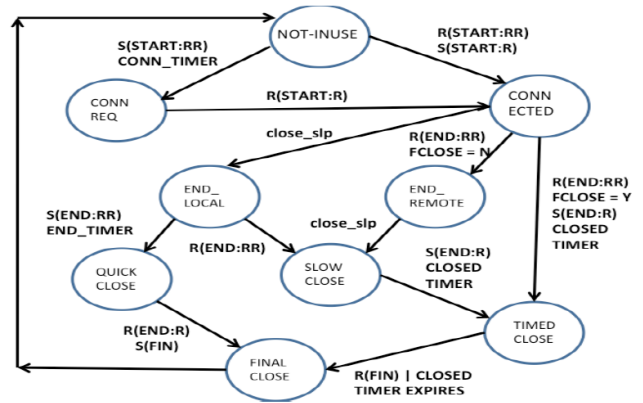 NOT-INUSE
S(START:RR)
CONN_TIMER
R(START:R)
S(START:R)
CONN
REQ
R(START:R)
CONN
ECTED
close_slp
R(END:RR)
FCLOSE = N
END_
LOCAL
END_
REMOTE
R(END:RR)
FCLOSE = Y
S(END:R)
CLOSED
TIMER
S(END:RR)
END_TIMER
R(END:RR)
close_slp
QUICK
CLOSE
SLOW
CLOSE
S(END:R)
CLOSED
TIMER
TIMED
CLOSE
R(END:R)
S(FIN)
FINAL
CLOSE
R(FIN) | CLOSED
TIMER EXPIRES